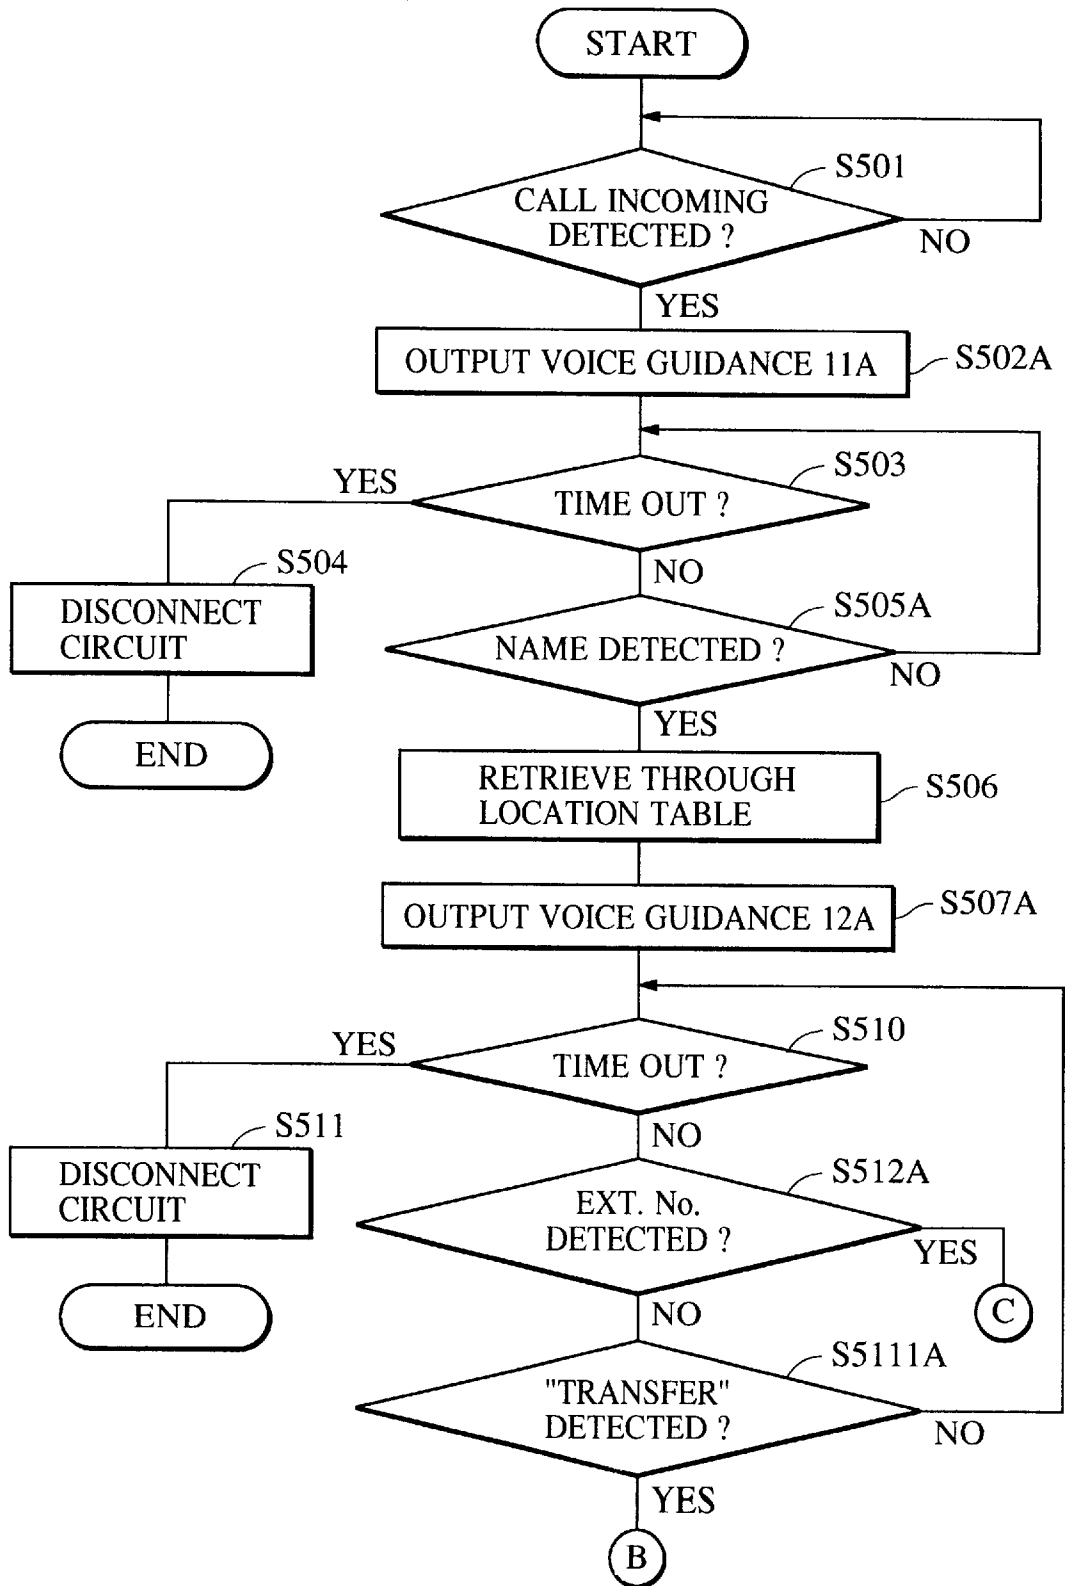 START
S501
CALL INCOMING
DETECTED ?
NO
YES
OUTPUT VOICE GUIDANCE 11A
S502A
YES
S503
TIME OUT ?
S504
NO
DISCONNECT
CIRCUIT
S505A
NAME DETECTED ?
NO
YES
END
RETRIEVE THROUGH
LOCATION TABLE
S506
OUTPUT VOICE GUIDANCE 12A
S507A
YES
S510
TIME OUT ?
S511
NO
DISCONNECT
CIRCUIT
S512A
EXT. No.
DETECTED ?
YES
END
NO
C
S5111A
"TRANSFER"
DETECTED ?
NO
YES
B